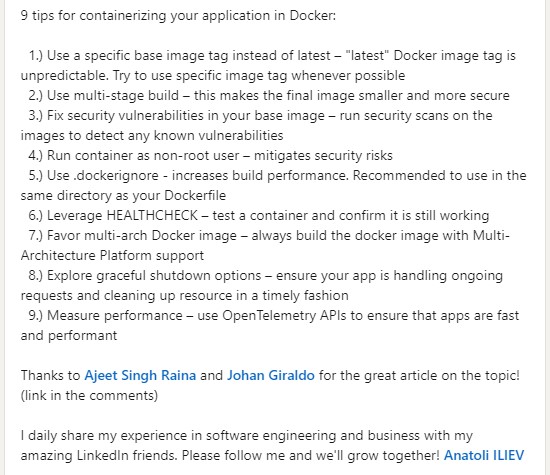 9 tips for containerizing your application in Docker:
1.) Use a specific base image tag instead of latest – "latest" Docker image tag is
unpredictable. Try to use specific image tag whenever possible
2.) Use multi-stage build – this makes the final image smaller and more secure
3.) Fix security vulnerabilities in your base image – run security scans on the
images to detect any known vulnerabilities
4.) Run container as non-root user – mitigates security risks
5.) Use .dockerignore - increases build performance. Recommended to use in the
same directory as your Dockerfile
6.) Leverage HEALTHCHECK – test a container and confirm it is still working
7.) Favor multi-arch Docker image – always build the docker image with Multi-
Architecture Platform support
8.) Explore graceful shutdown options – ensure your app is handling ongoing
requests and cleaning up resource in a timely fashion
9.) Measure performance – use OpenTelemetry APIs to ensure that apps are fast
and performant
Thanks to Ajeet Singh Raina and Johan Giraldo for the great article on the topic!
(link in the comments)
I daily share my experience in software engineering and business with my
amazing LinkedIn friends. Please follow me and we'll grow together! Anatoli ILIEV